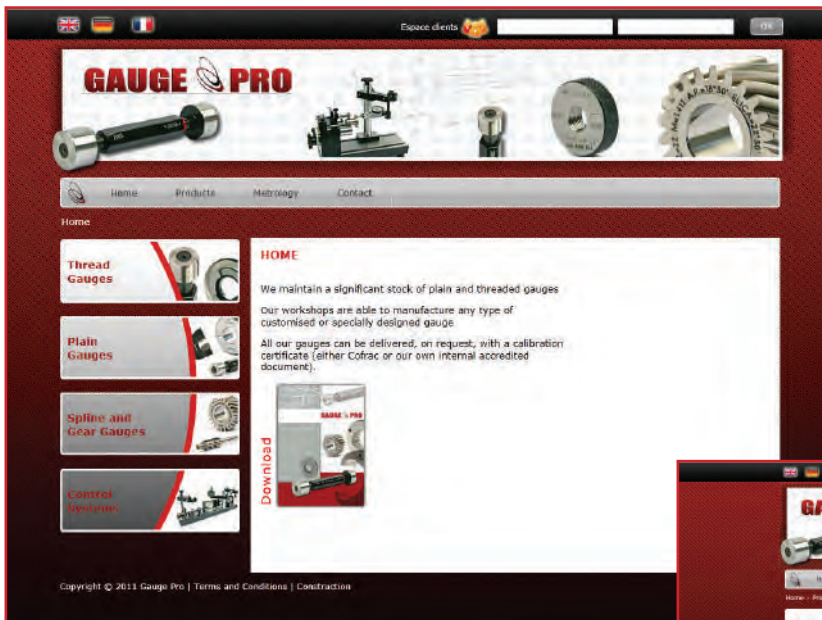 Espace clients
OK
GAUGE PRO
Home Products Metrology Contact
Home
Thread
Gauges
Plain
Gauges
Spline and
Gear Gauges
Control
Systems
HOME
We maintain a significant stock of plain and threaded gauges
Our workshops are able to manufacture any type of
customised or specially designed gauge
All our gauges can be delivered, on request, with a calibration
certificate (either Cofrac or our own internal accredited
document).
Download
GAUGE PRO
Copyright © 2011 Gauge Pro | Terms and Conditions | Construction
GA
Home -